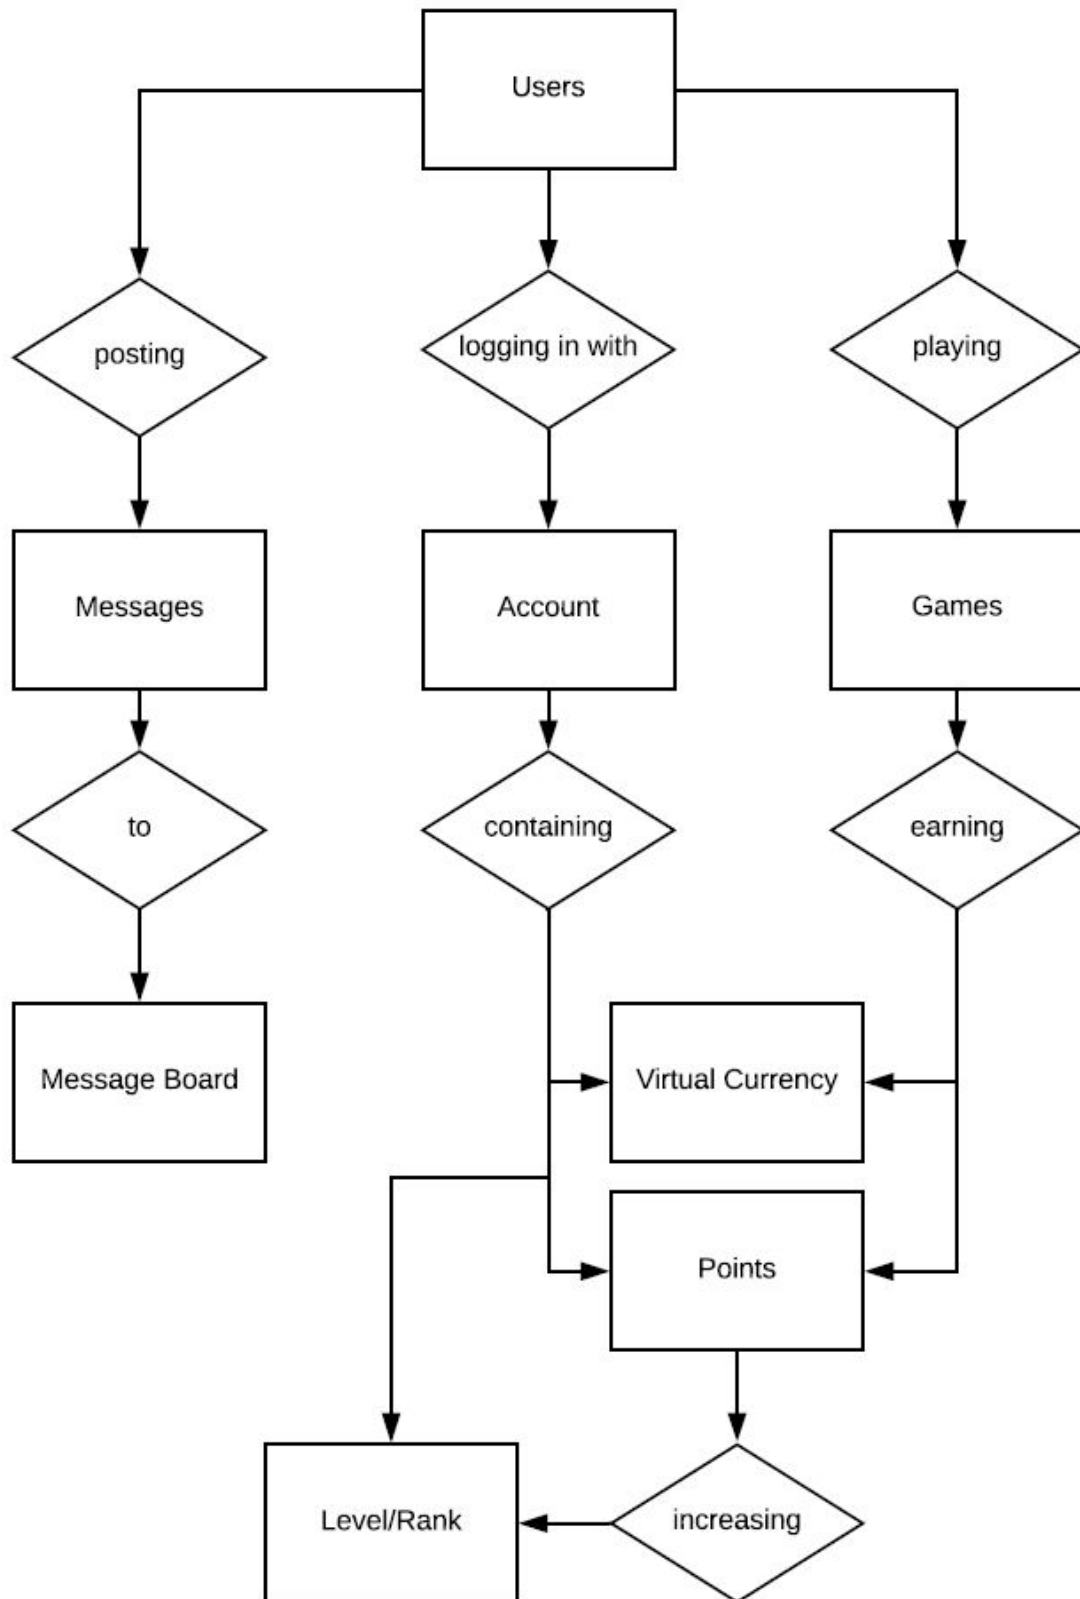 Users
posting
logging in with
playing
Messages
Account
Games
to
containing
earning
Message Board
Virtual Currency
Points
Level/Rank
increasing